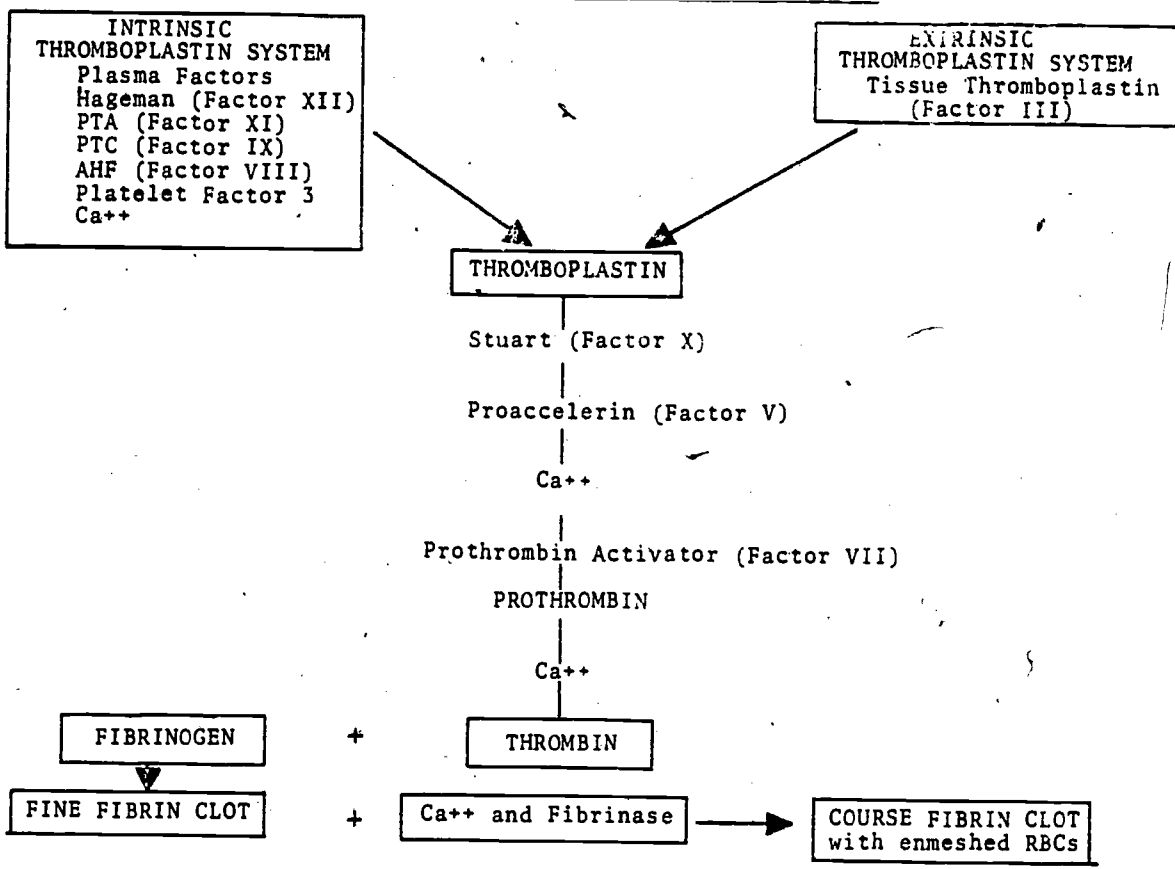 INTRINSIC
THROMBOPLASTIN SYSTEM
Plasma Factors
Hageman (Factor XII)
PTA (Factor XI)
PTC (Factor IX)
AHF (Factor VIII)
Platelet Factor 3
Ca++
EXTRINSIC
THROMBOPLASTIN SYSTEM
Tissue Thromboplastin
(Factor III)
THROMBOPLASTIN
Stuart (Factor X)
Proaccelerin (Factor V)
Ca++
Prothrombin Activator (Factor VII)
PROTHROMBIN
Ca++
FIBRINOGEN + THROMBIN
FINE FIBRIN CLOT + Ca++ and Fibrinase
COURSE FIBRIN CLOT
with enmeshed RBCs